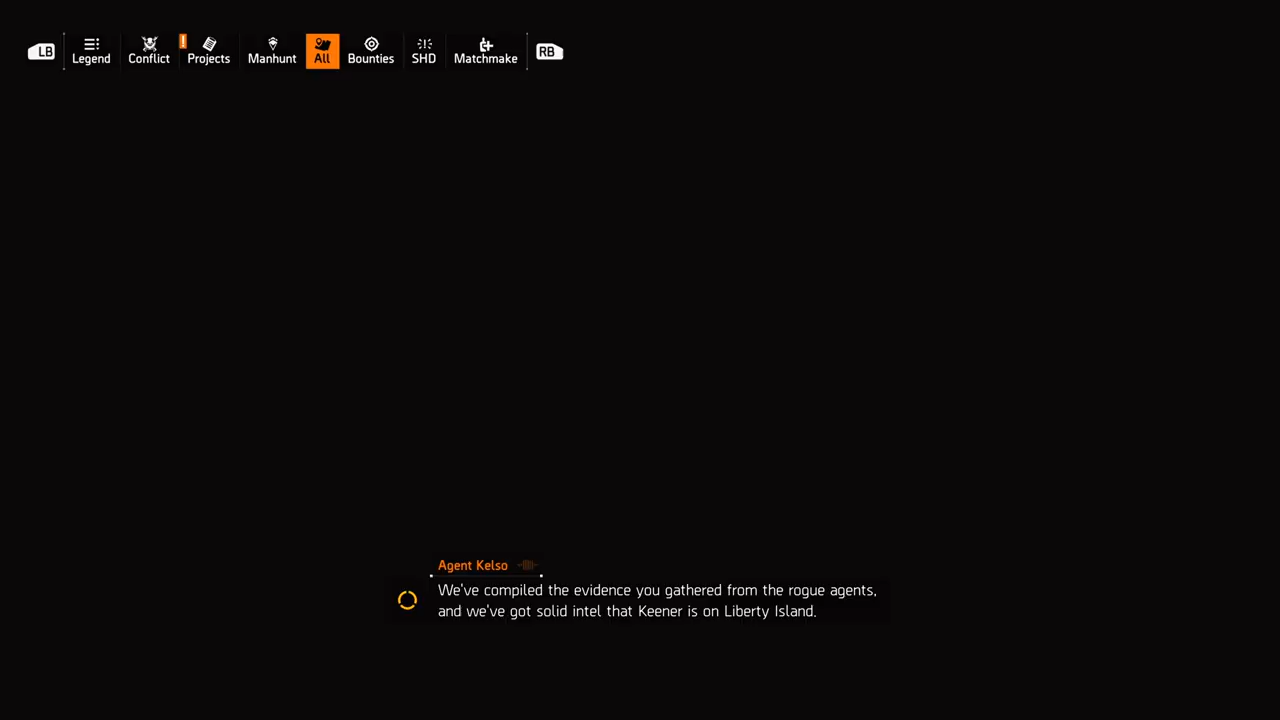 LB Legend Conflict ! Projects Manhunt All Bounties SHD Matchmake RB
Agent Kelso
We've compiled the evidence you gathered from the rogue agents,
and we've got solid intel that Keener is on Liberty Island.